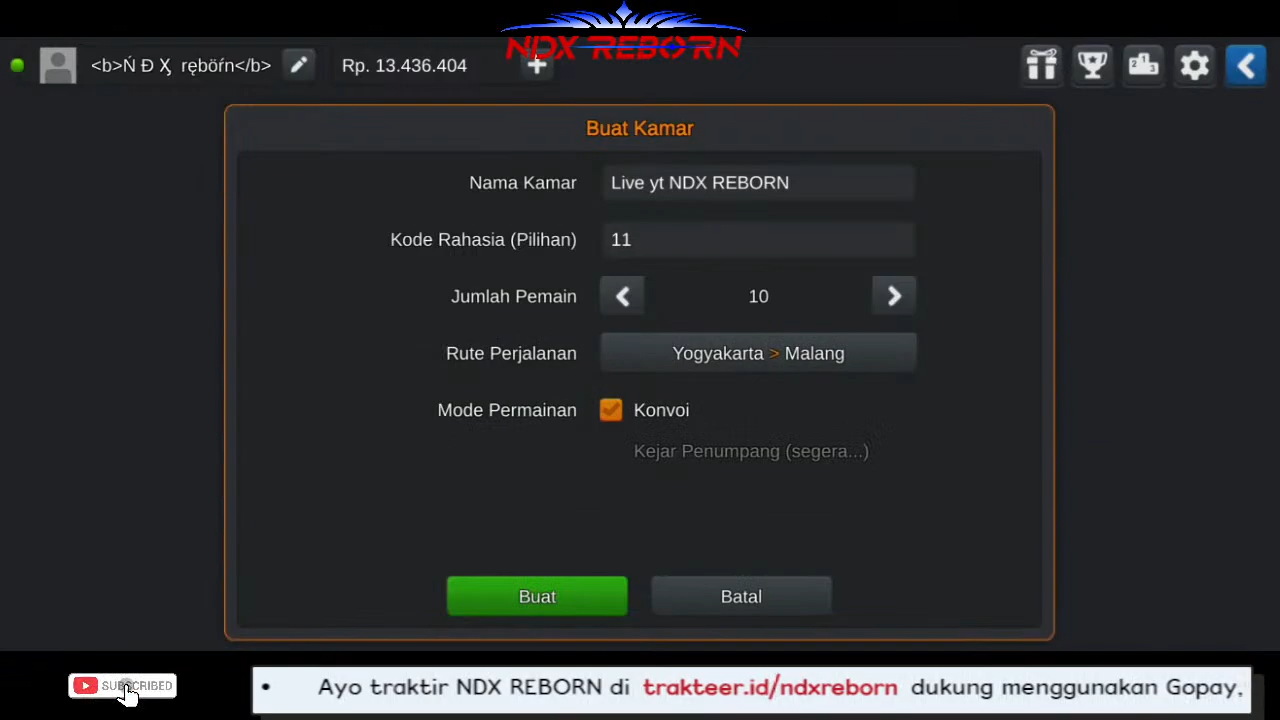 NDX REBORN
<b>Ń Đ Ӽ ręböŕn</b>
Rp. 13.436.404
Buat Kamar
Nama Kamar
Live yt NDX REBORN
Kode Rahasia (Pilihan)
11
Jumlah Pemain
10
Rute Perjalanan
Yogyakarta > Malang
Mode Permainan
Konvoi
Kejar Penumpang (segera...)
Buat
Batal
SUBSCRIBED
• Ayo traktir NDX REBORN di trakteer.id/ndxreborn dukung menggunakan Gopay,